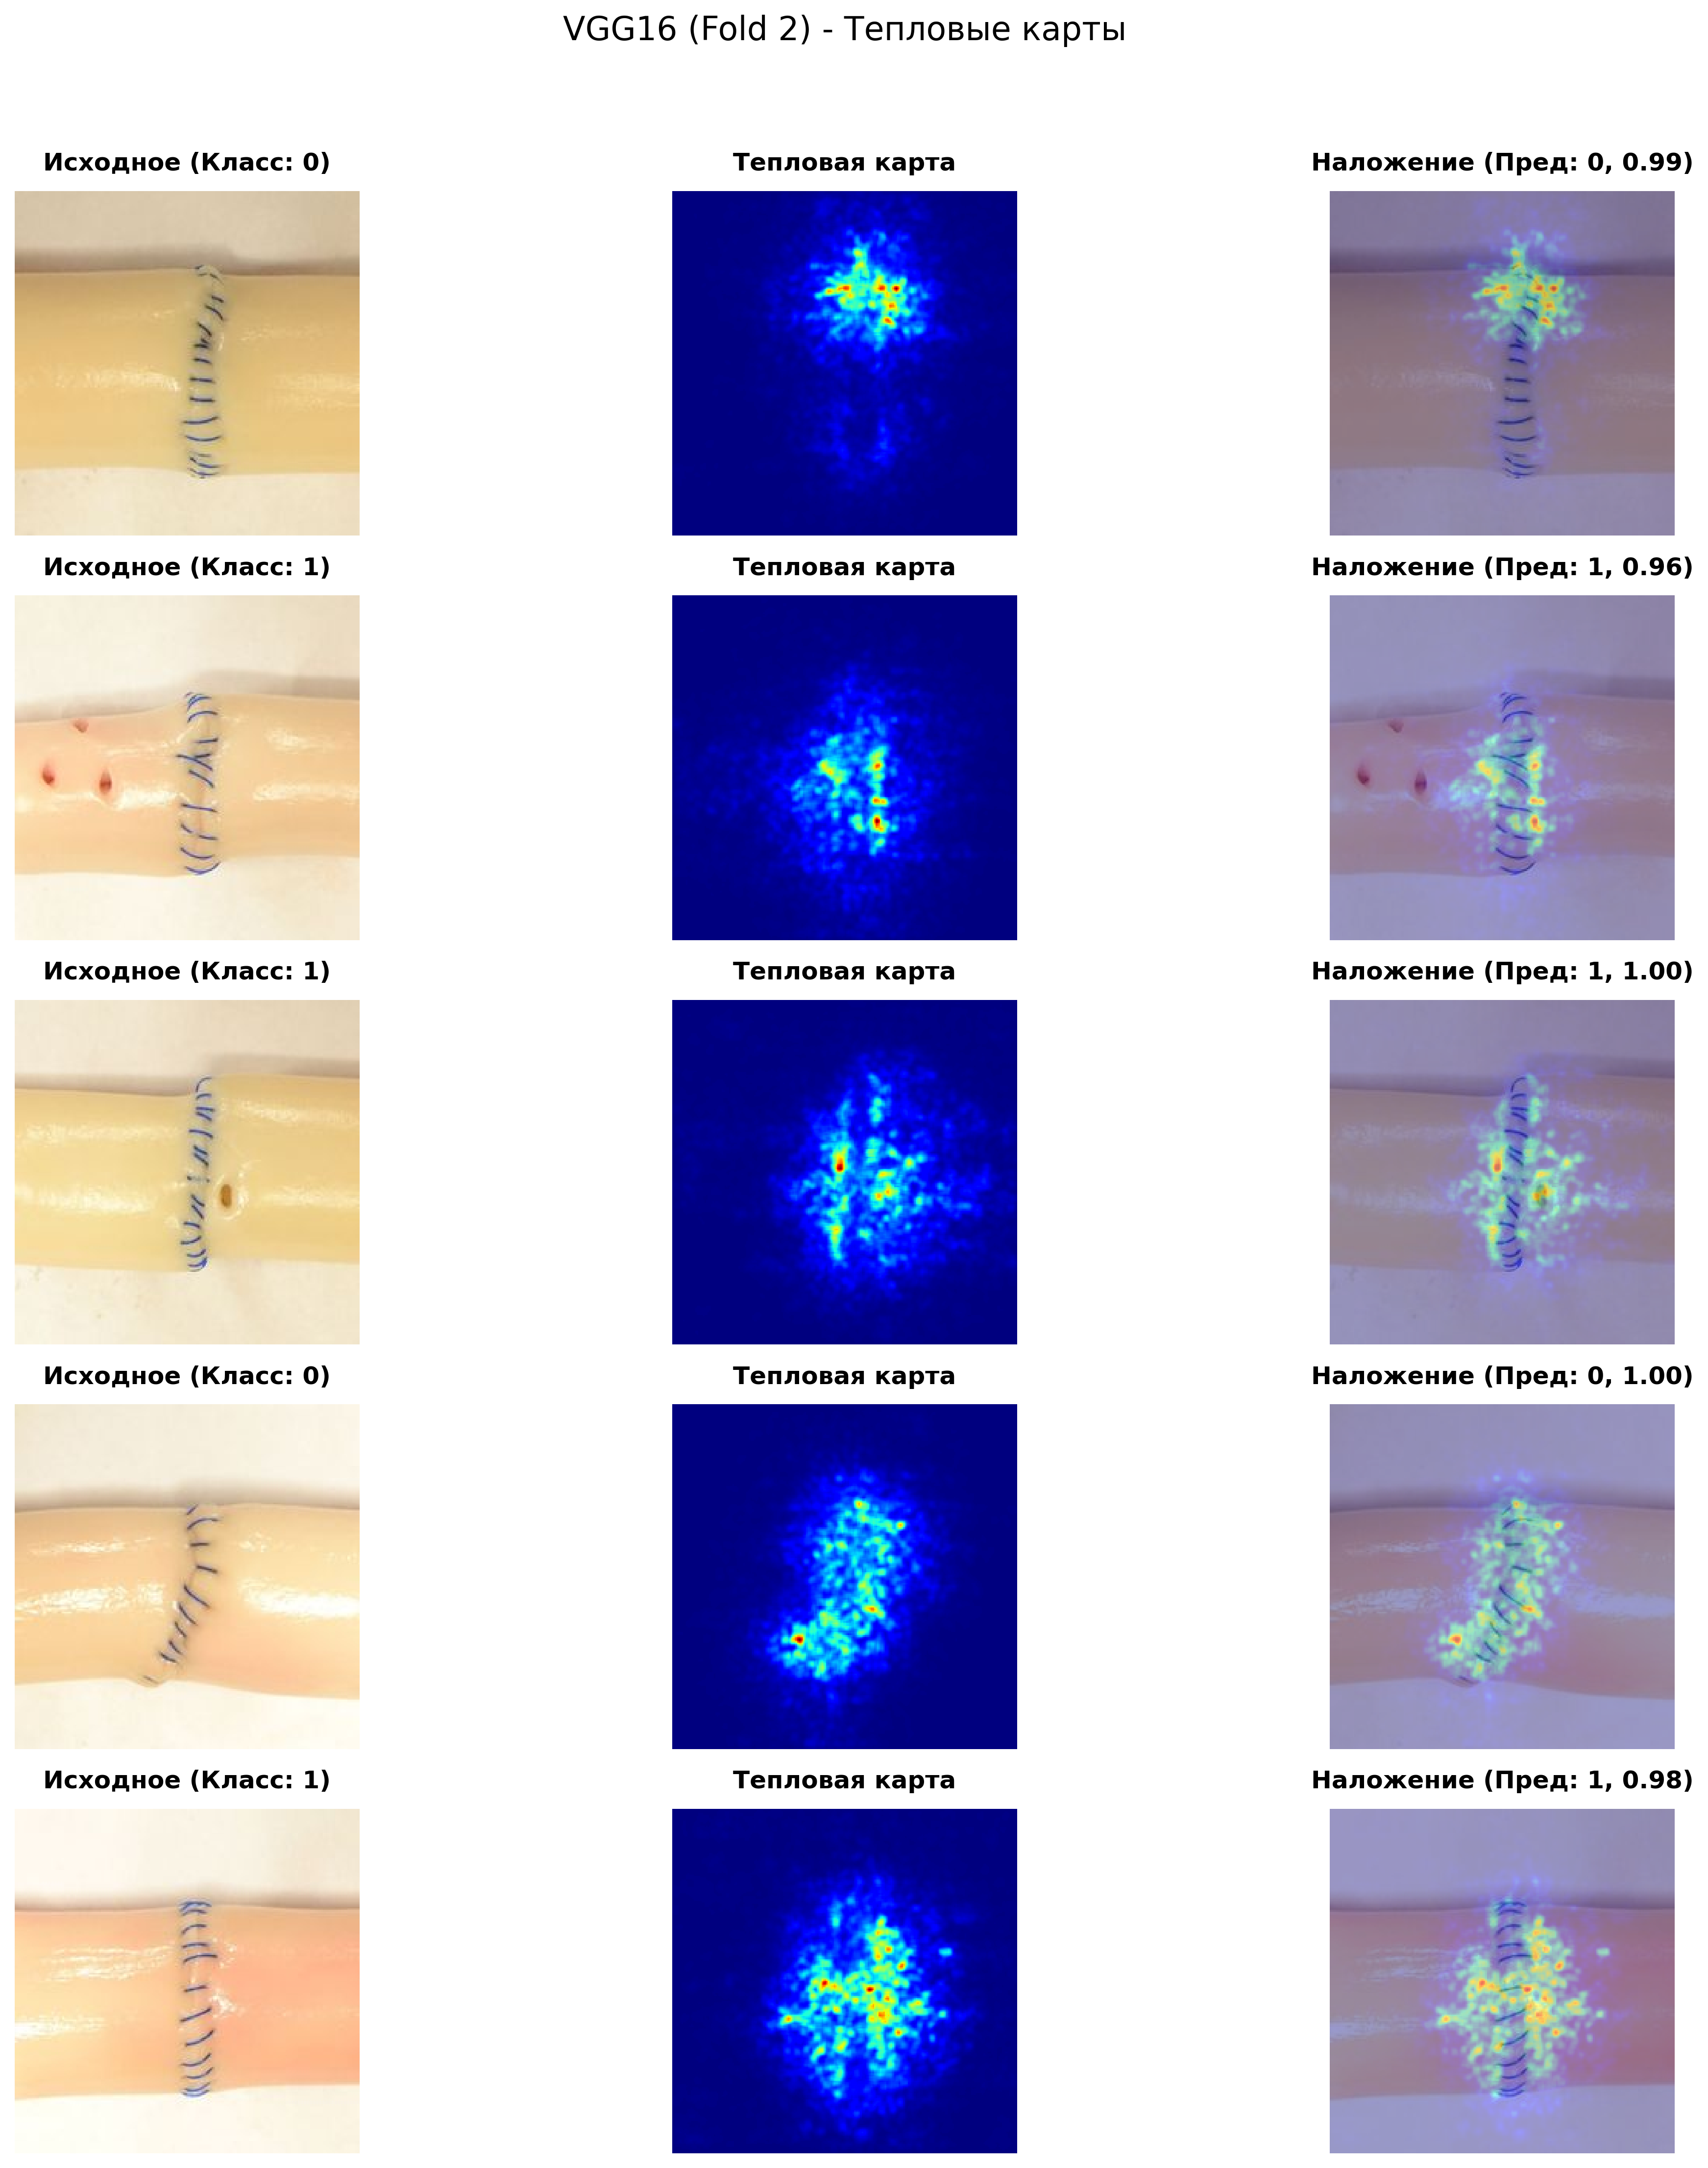 VGG16 (Fold 2) - Тепловые карты
Исходное (Класс: 0)
Тепловая карта
Наложение (Пред: 0, 0.99)
Исходное (Класс: 1)
Тепловая карта
Наложение (Пред: 1, 0.96)
Исходное (Класс: 1)
Тепловая карта
Наложение (Пред: 1, 1.00)
Исходное (Класс: 0)
Тепловая карта
Наложение (Пред: 0, 1.00)
Исходное (Класс: 1)
Тепловая карта
Наложение (Пред: 1, 0.98)